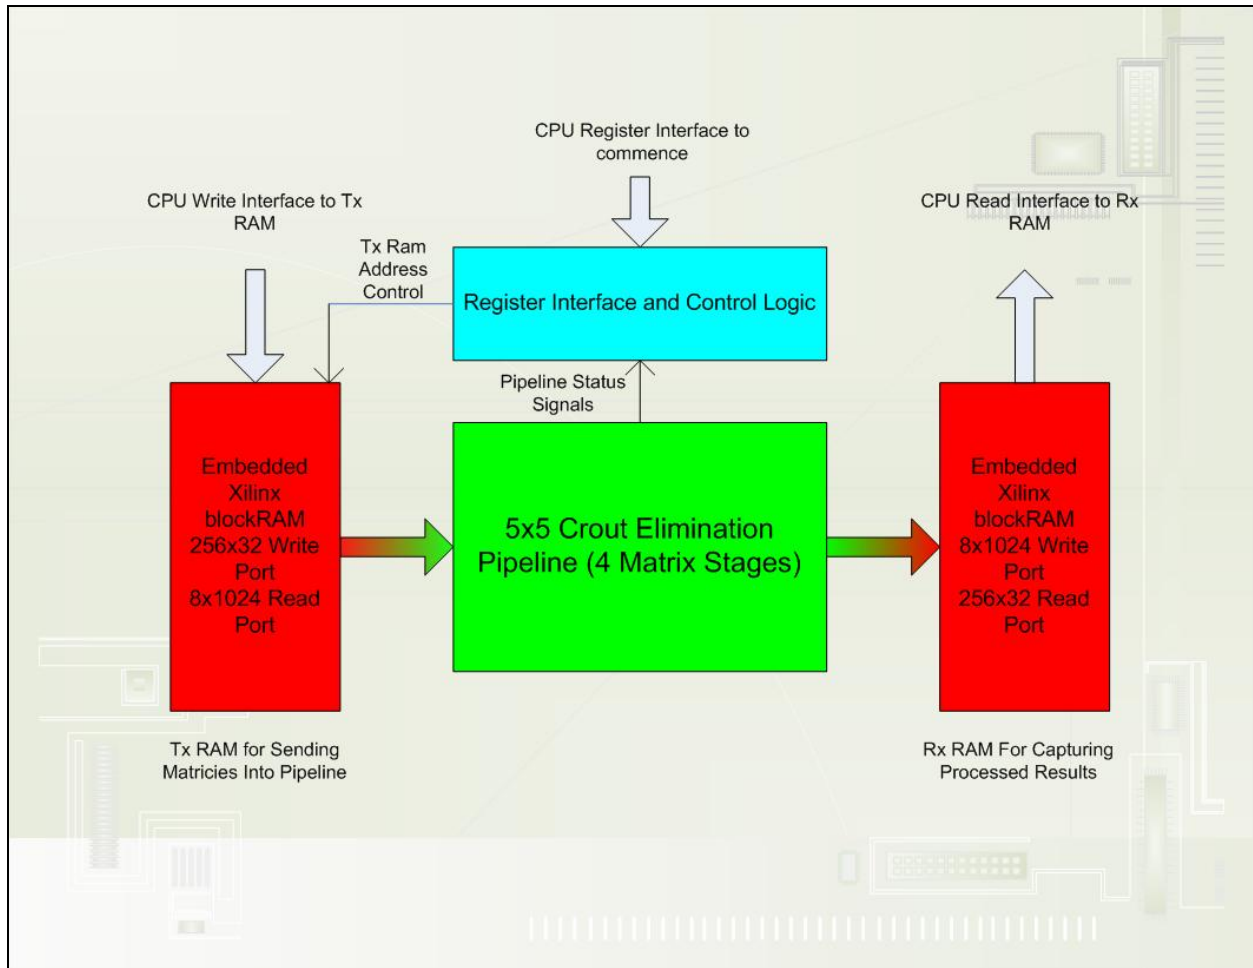 CPU Register Interface to
commence
CPU Write Interface to Tx
RAM
CPU Read Interface to Rx
RAM
Tx Ram
Address
Control
Register Interface and Control Logic
Pipeline Status
Signals
Embedded
Xilinx
blockRAM
256x32 Write
Port
8x1024 Read
Port
5x5 Crout Elimination
Pipeline (4 Matrix Stages)
Embedded
Xilinx
blockRAM
8x1024 Write
Port
256x32 Read
Port
Tx RAM for Sending
Matricies Into Pipeline
Rx RAM For Capturing
Processed Results